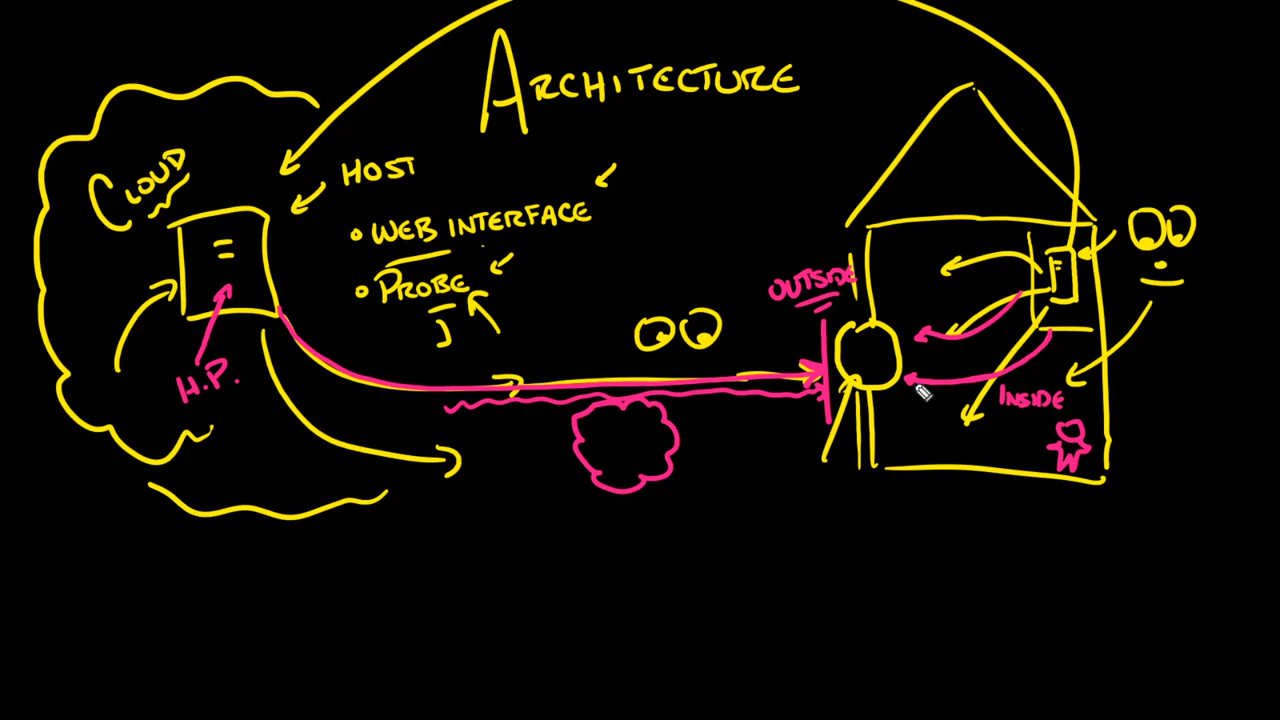 ARCHITECTURE
CLOUD
HOST
• WEB INTERFACE
• PROBE
H.P.
OUTSIDE
INSIDE